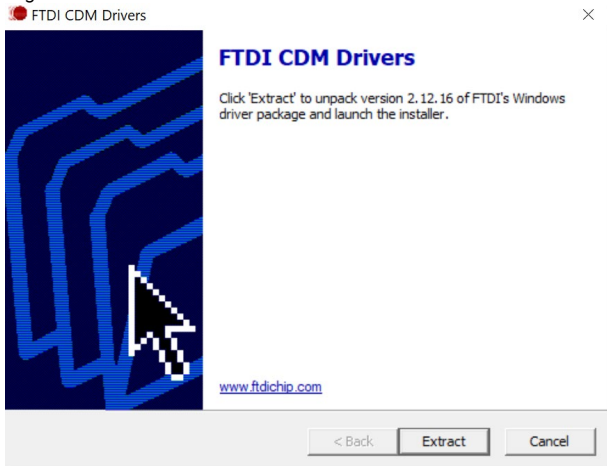 FTDI CDM Drivers
FTDI CDM Drivers
Click 'Extract' to unpack version 2.12.16 of FTDI's Windows
driver package and launch the installer.
www.ftdichip.com
< Back
Extract
Cancel